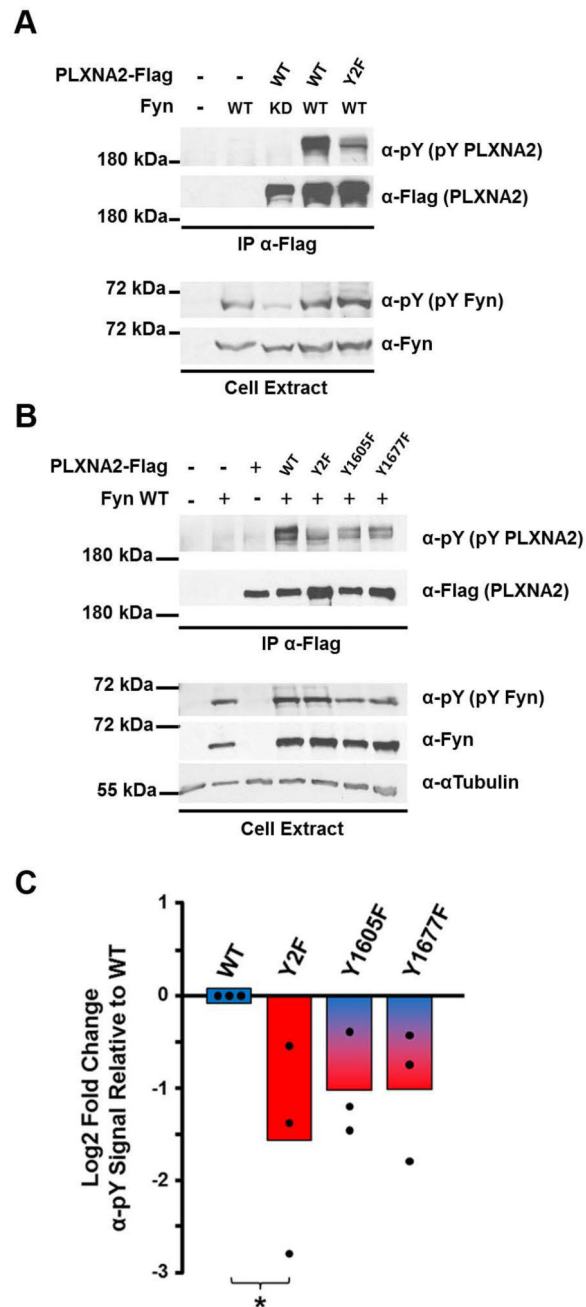 A
PLXNA2-Flag - - WT WT Y2F
Fyn - WT KD WT WT
180 kDa α-pY (pY PLXNA2)
180 kDa α-Flag (PLXNA2)
IP α-Flag
72 kDa α-pY (pY Fyn)
72 kDa α-Fyn
Cell Extract
B
PLXNA2-Flag - - + WT Y2F Y1605F Y1677F
Fyn WT - + - + + + +
180 kDa α-pY (pY PLXNA2)
180 kDa α-Flag (PLXNA2)
IP α-Flag
72 kDa α-pY (pY Fyn)
72 kDa α-Fyn
55 kDa α-αTubulin
Cell Extract
C
Log2 Fold Change
α-pY Signal Relative to WT
1
0
-1
-2
-3
WT Y2F Y1605F Y1677F
*